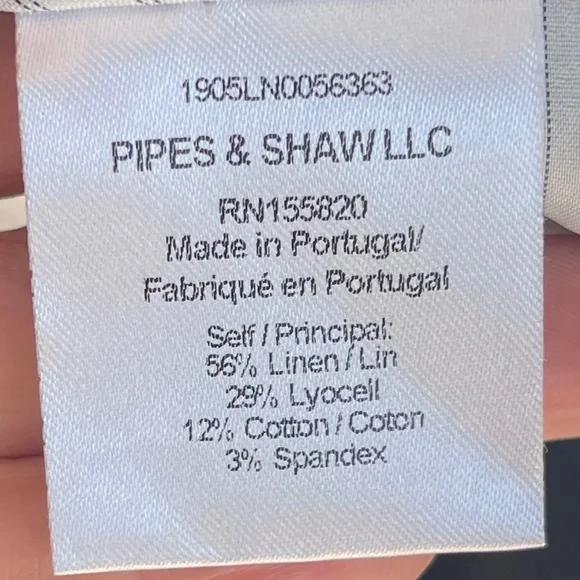 1905LN0056363
PIPES & SHAW LLC
RN155820
Made in Portugal/
Fabriqué en Portugal
Self / Principal:
56% Linen / Lin
29% Lyocell
12% Cotton / Coton
3% Spandex